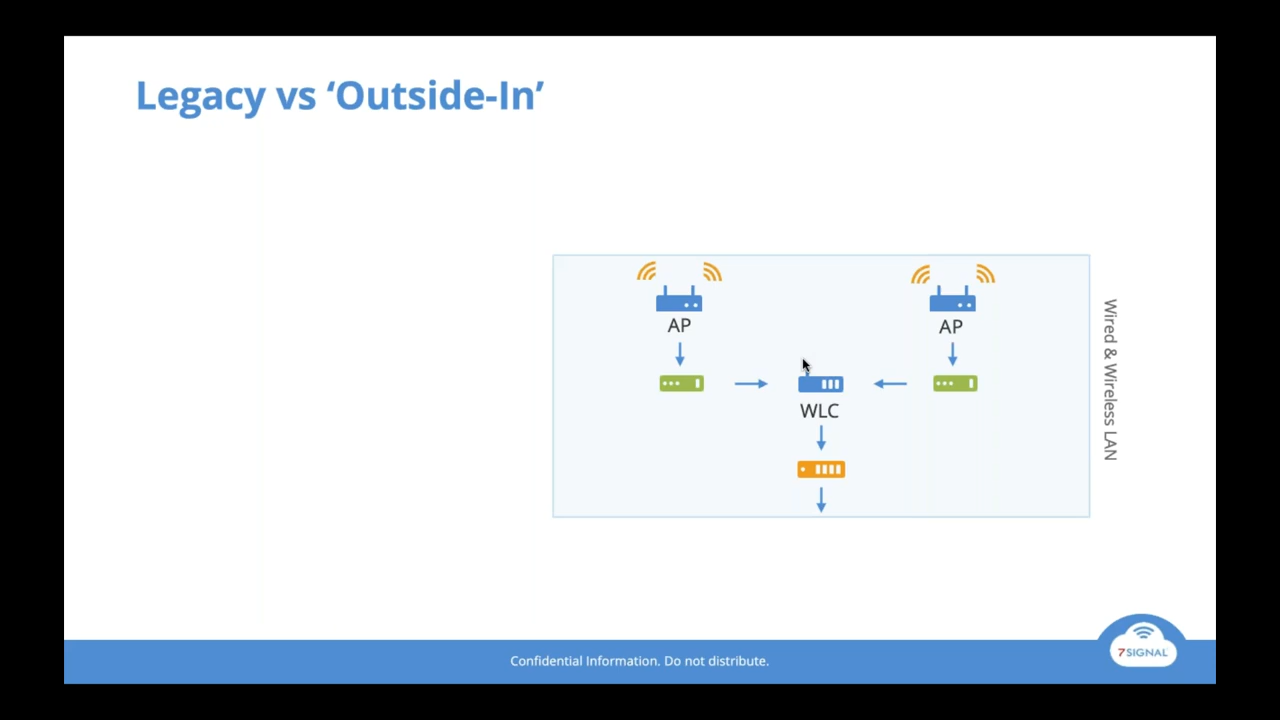 Legacy vs ‘Outside-In’
AP
AP
WLC
Wired & Wireless LAN
Confidential Information. Do not distribute.
7SIGNAL